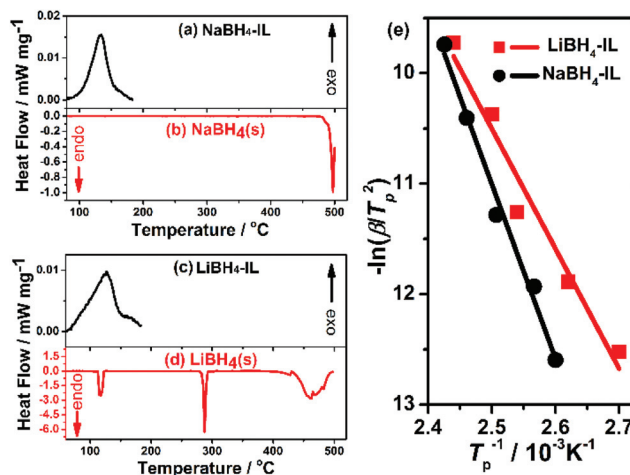 (a) NaBH4-IL
exo
0.02
0.01
0.00
Heat Flow / mW mg-1
(b) NaBH4(s)
endo
0.0
-0.2
-0.4
-0.6
-0.8
-1.0
100 200 300 400 500
Temperature / °C
(c) LiBH4-IL
exo
0.01
0.00
Heat Flow / mW mg-1
(d) LiBH4(s)
endo
1.5
0.0
-1.5
-3.0
-4.5
-6.0
100 200 300 400 500
Temperature / °C
(e)
LiBH4-IL
NaBH4-IL
10
11
12
13
-ln(β/Tp2)
2.4 2.5 2.6 2.7
Tp-1 / 10-3K-1